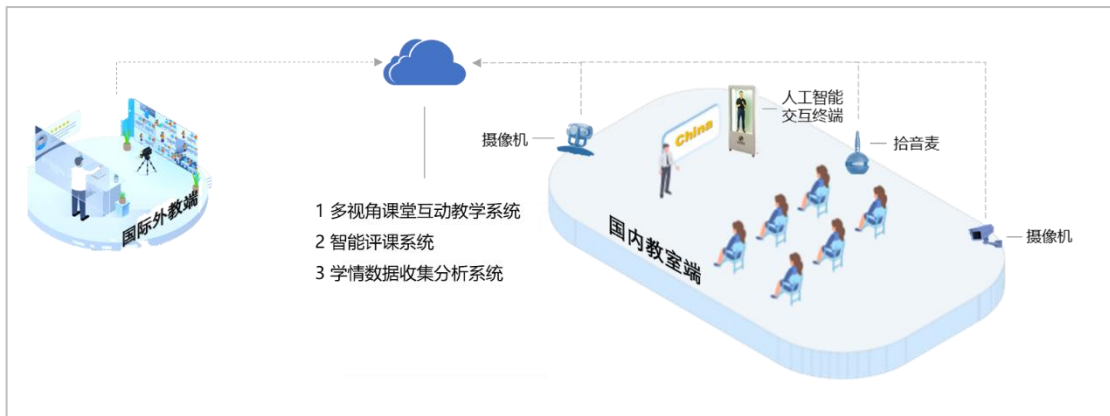 国际外教端
1 多视角课堂互动教学系统
2 智能评课系统
3 学情数据收集分析系统
摄像机
China
人工智能
交互终端
拾音麦
国内教室端
摄像机